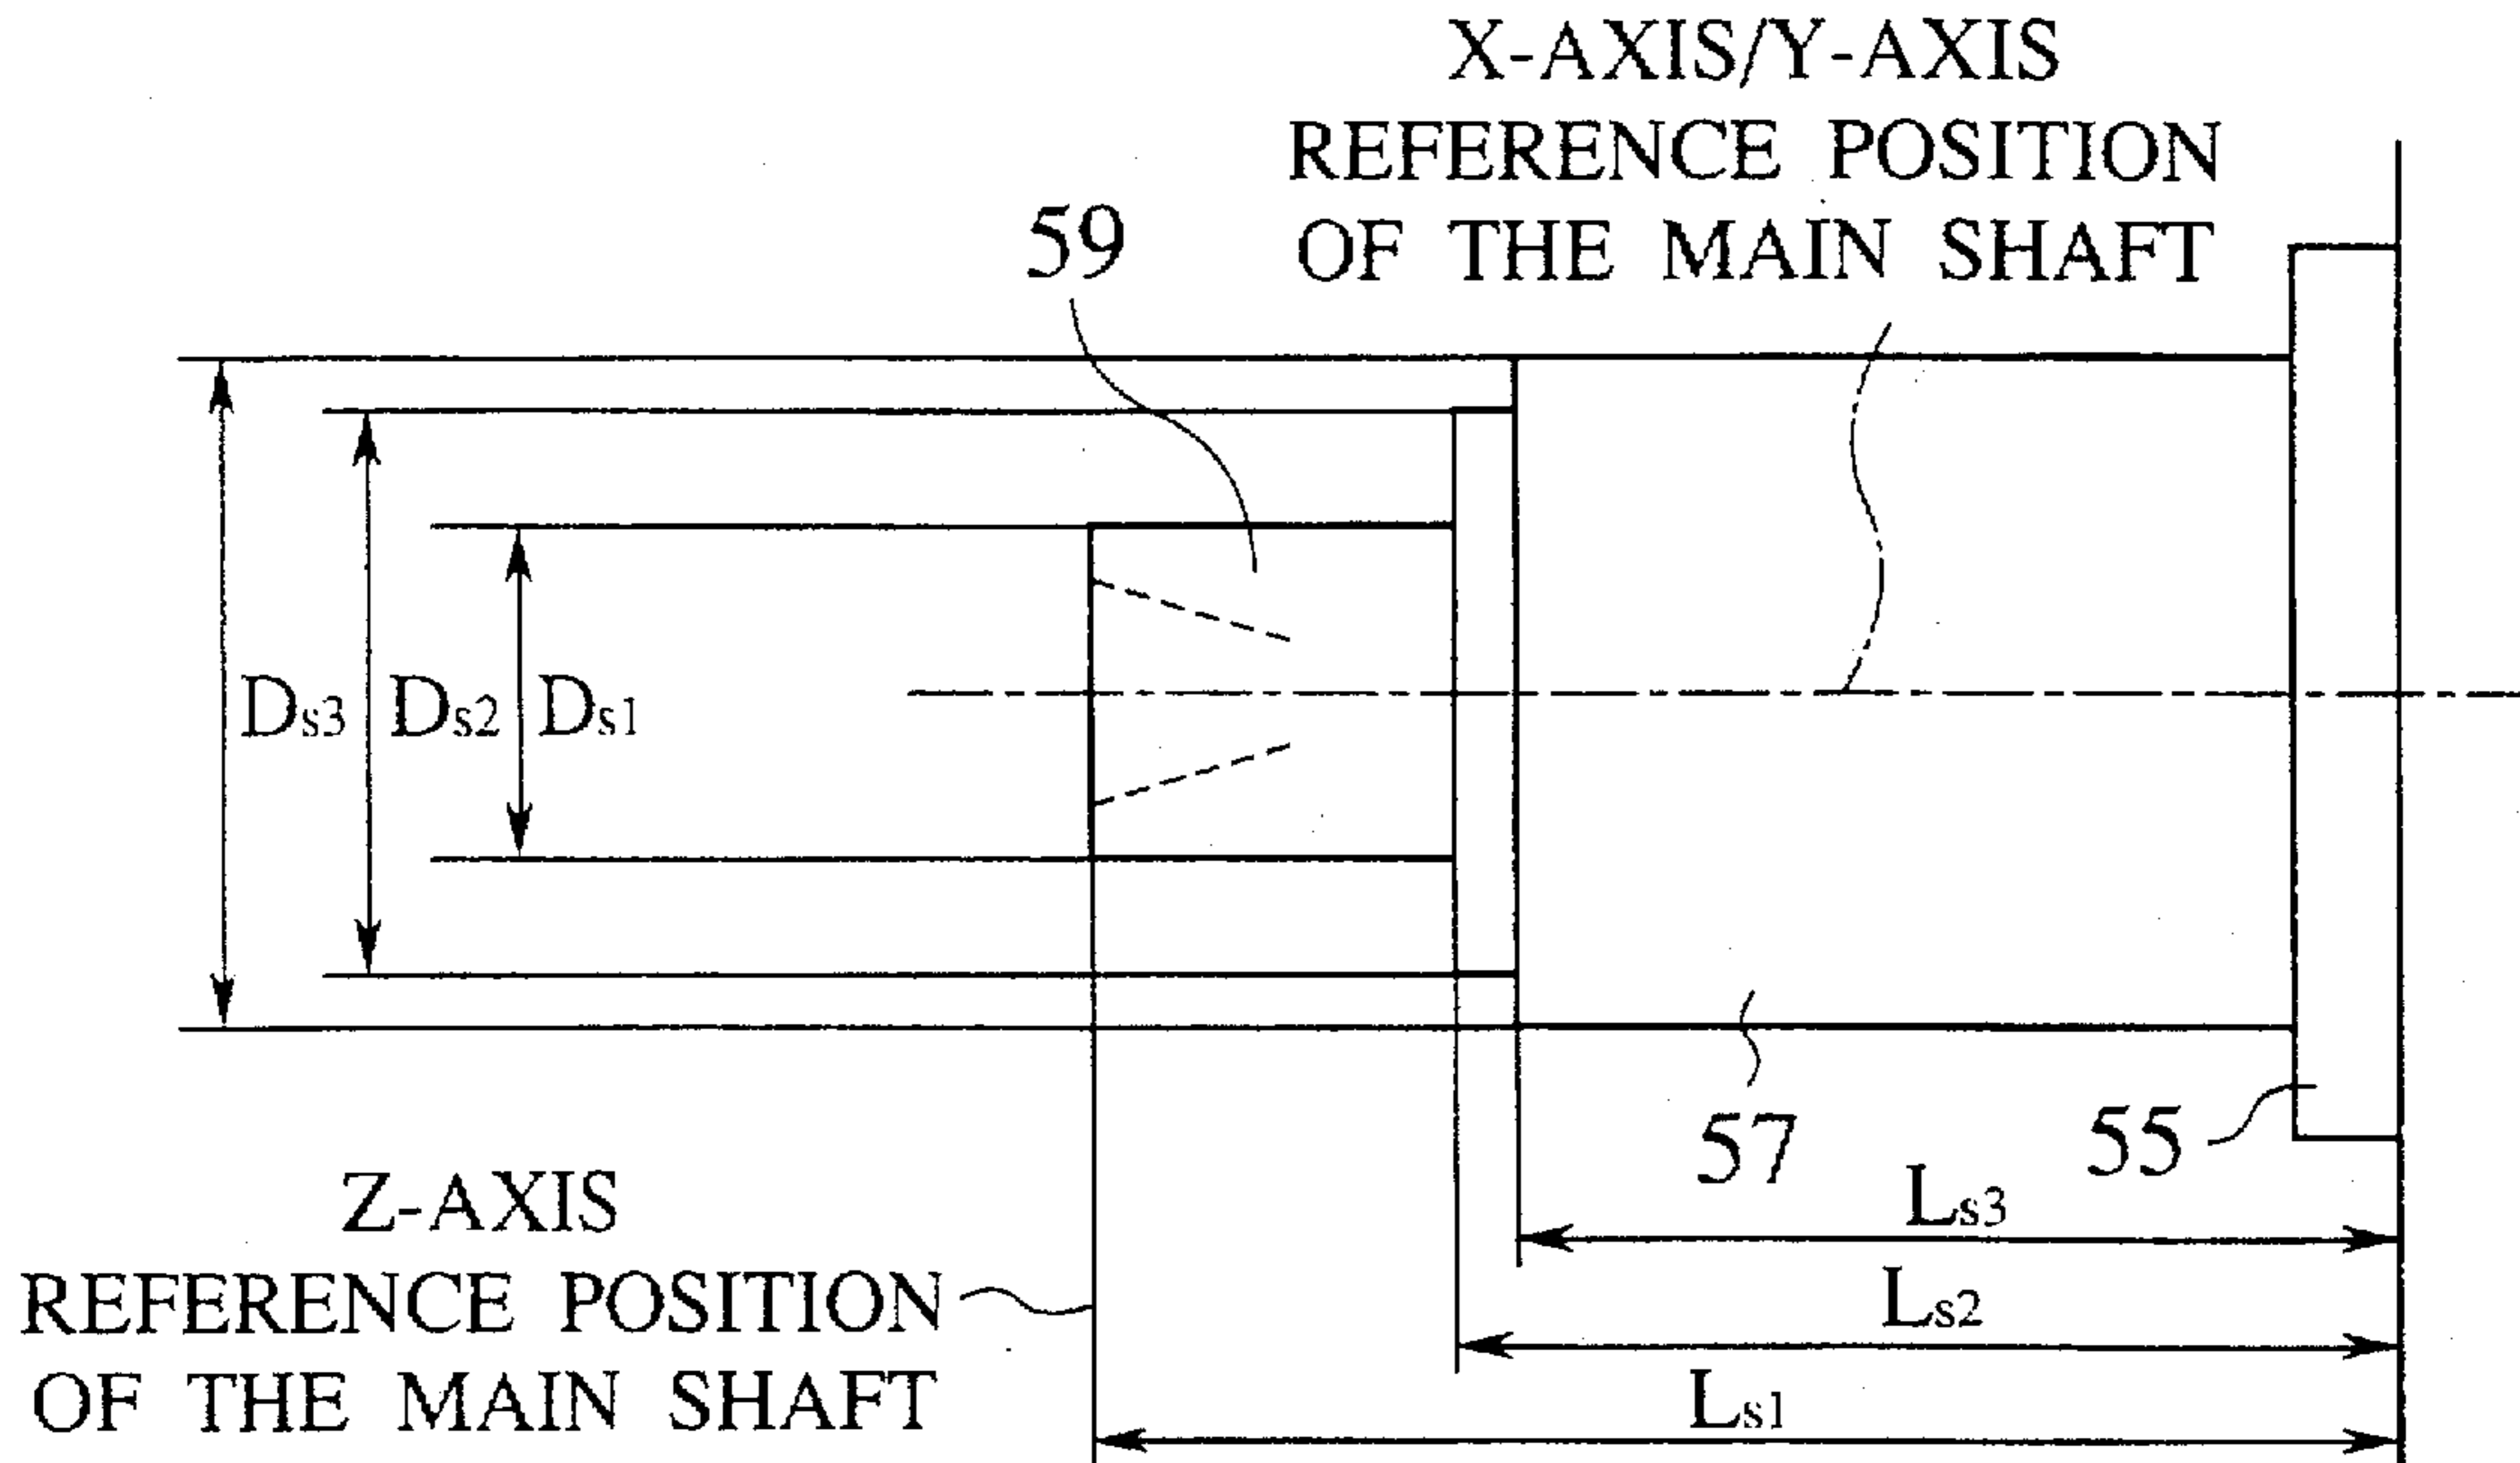 X-AXIS/Y-AXIS
REFERENCE POSITION
OF THE MAIN SHAFT
59
Ds3
Ds2
Ds1
57
55
Ls3
Z-AXIS
REFERENCE POSITION
OF THE MAIN SHAFT
Ls2
Ls1